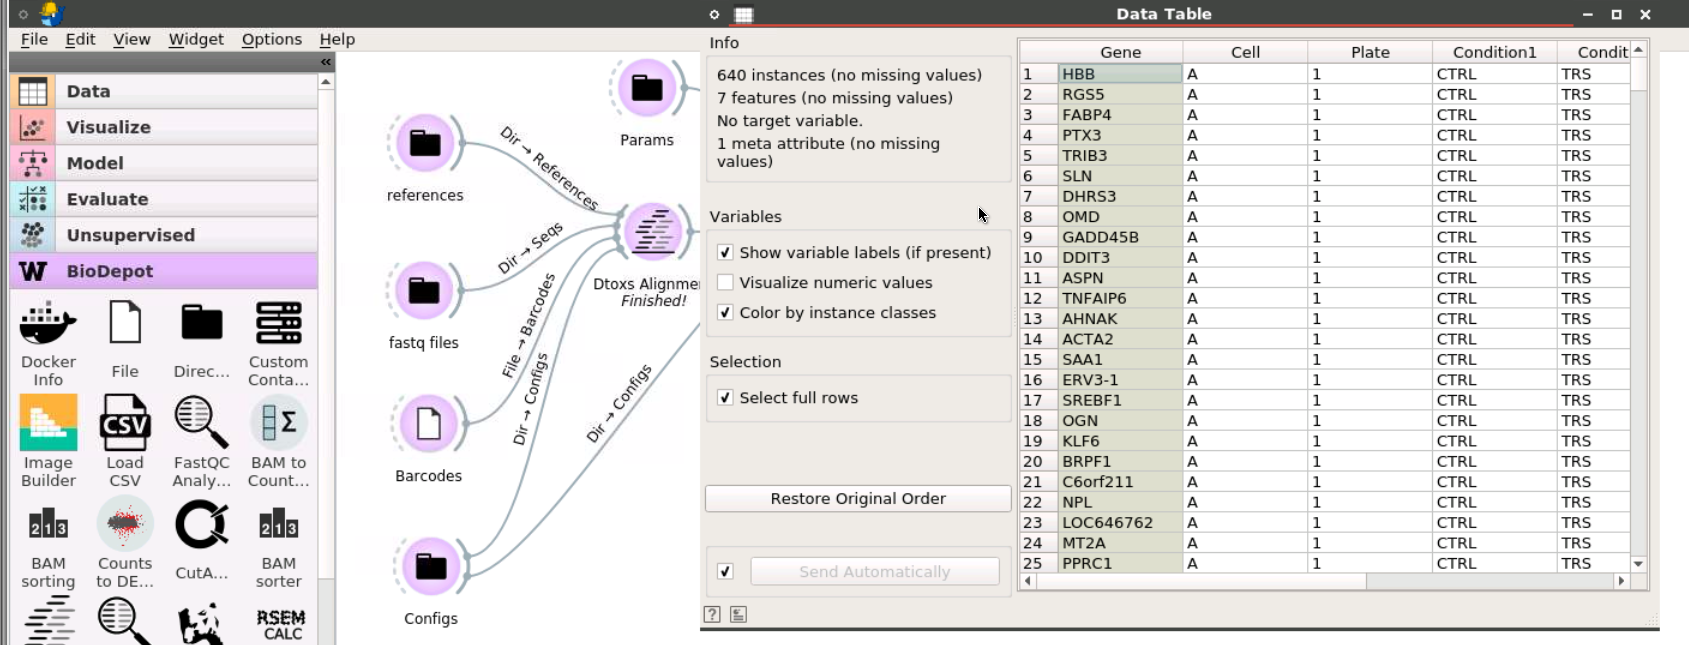 Data Table
File Edit View Widget Options Help
«
Data
Visualize
Model
Evaluate
Unsupervised
W BioDepot
Docker Info
File
Direc...
Custom Conta...
Image Builder
CSV
Load CSV
FastQC Analy...
Σ
BAM to Count...
213
BAM sorting
Counts to DE...
CutA...
213
BAM sorter
RSEM CALC
Params
references
Dir → References
fastq files
Dir → Seqs
Dtoxs Alignme
Finished!
File → Barcodes
Barcodes
Dir → Configs
Dir → Configs
Configs
Info
640 instances (no missing values)
7 features (no missing values)
No target variable.
1 meta attribute (no missing
values)
Variables
Show variable labels (if present)
Visualize numeric values
Color by instance classes
Selection
Select full rows
Restore Original Order
Send Automatically
?
Gene Cell Plate Condition1 Condit
1 HBB A 1 CTRL TRS
2 RGS5 A 1 CTRL TRS
3 FABP4 A 1 CTRL TRS
4 PTX3 A 1 CTRL TRS
5 TRIB3 A 1 CTRL TRS
6 SLN A 1 CTRL TRS
7 DHRS3 A 1 CTRL TRS
8 OMD A 1 CTRL TRS
9 GADD45B A 1 CTRL TRS
10 DDIT3 A 1 CTRL TRS
11 ASPN A 1 CTRL TRS
12 TNFAIP6 A 1 CTRL TRS
13 AHNAK A 1 CTRL TRS
14 ACTA2 A 1 CTRL TRS
15 SAA1 A 1 CTRL TRS
16 ERV3-1 A 1 CTRL TRS
17 SREBF1 A 1 CTRL TRS
18 OGN A 1 CTRL TRS
19 KLF6 A 1 CTRL TRS
20 BRPF1 A 1 CTRL TRS
21 C6orf211 A 1 CTRL TRS
22 NPL A 1 CTRL TRS
23 LOC646762 A 1 CTRL TRS
24 MT2A A 1 CTRL TRS
25 PPRC1 A 1 CTRL TRS